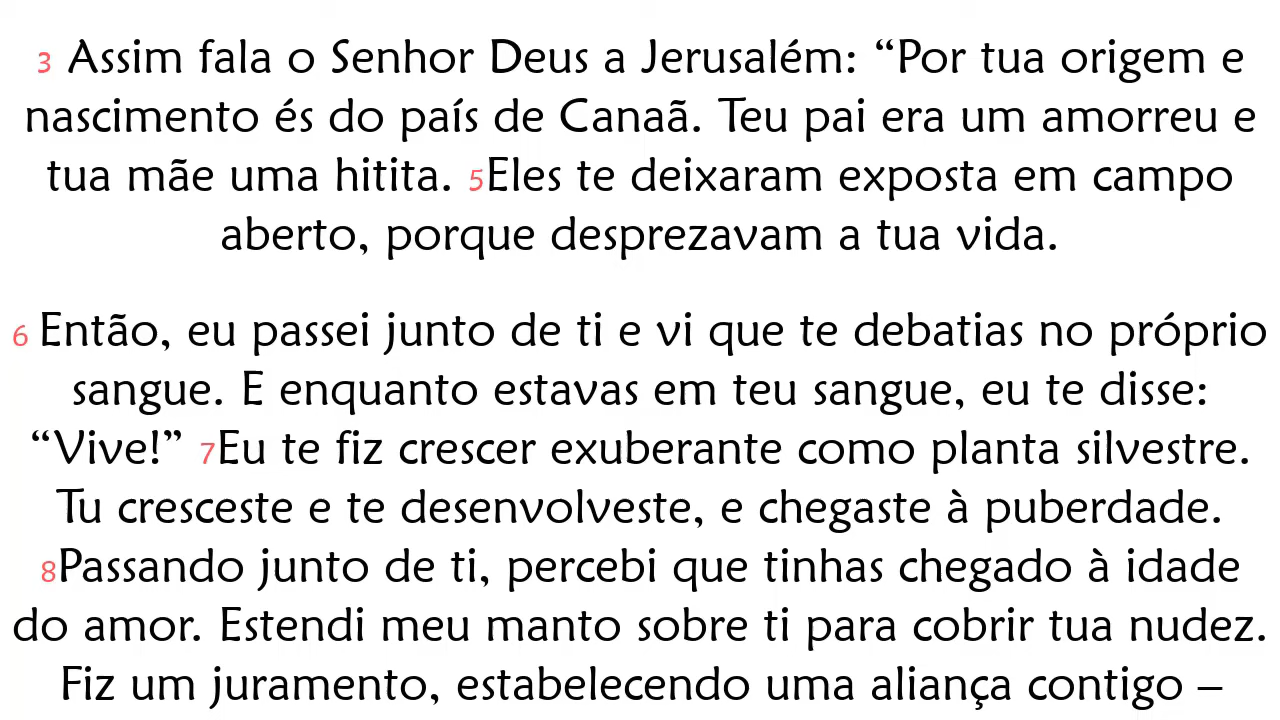 3 Assim fala o Senhor Deus a Jerusalém: “Por tua origem e
nascimento és do país de Canaã. Teu pai era um amorreu e
tua mãe uma hitita. 5Eles te deixaram exposta em campo
aberto, porque desprezavam a tua vida.
6 Então, eu passei junto de ti e vi que te debatias no próprio
sangue. E enquanto estavas em teu sangue, eu te disse:
“Vive!” 7Eu te fiz crescer exuberante como planta silvestre.
Tu cresceste e te desenvolveste, e chegaste à puberdade.
8Passando junto de ti, percebi que tinhas chegado à idade
do amor. Estendi meu manto sobre ti para cobrir tua nudez.
Fiz um juramento, estabelecendo uma aliança contigo –